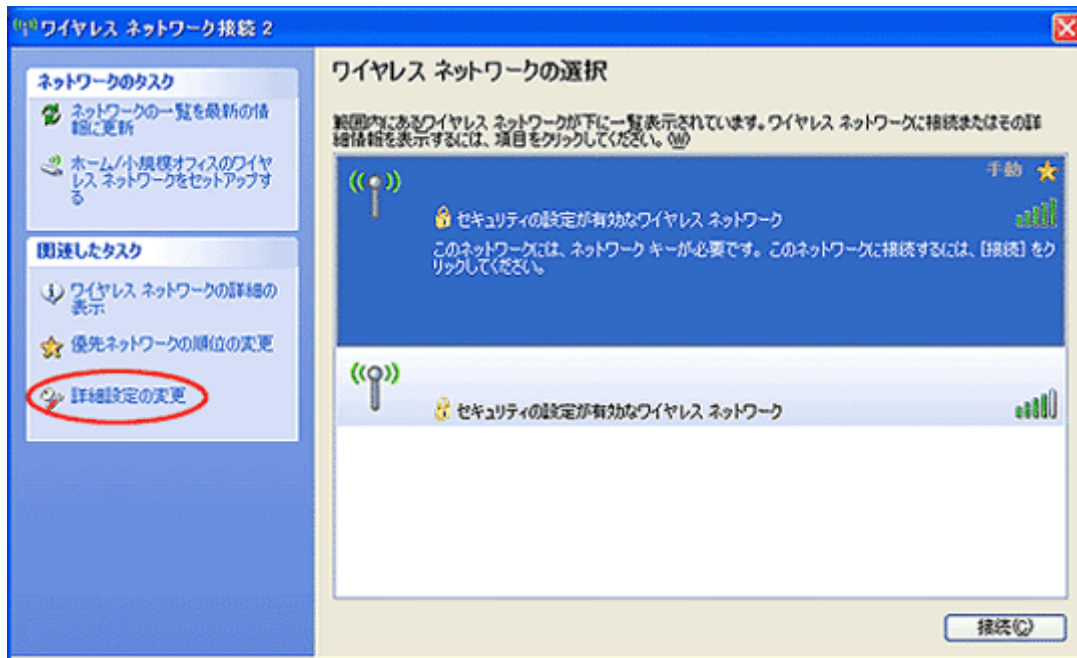 ワイヤレス ネットワーク接続 2
ネットワークのタスク
ネットワークの一覧を最新の情
報に更新
ホーム/小規模オフィスのワイヤ
レス ネットワークをセットアップす
る
関連したタスク
ワイヤレス ネットワークの詳細の
表示
優先ネットワークの順位の変更
詳細設定の変更
ワイヤレス ネットワークの選択
範囲内にあるワイヤレス ネットワークが下に一覧表示されています。ワイヤレス ネットワークに接続またはその詳
細情報を表示するには、項目をクリックしてください。(W)
手動
セキュリティの設定が有効なワイヤレス ネットワーク
このネットワークには、ネットワーク キーが必要です。このネットワークに接続するには、[接続] をク
リックしてください。
セキュリティの設定が有効なワイヤレス ネットワーク
接続(C)